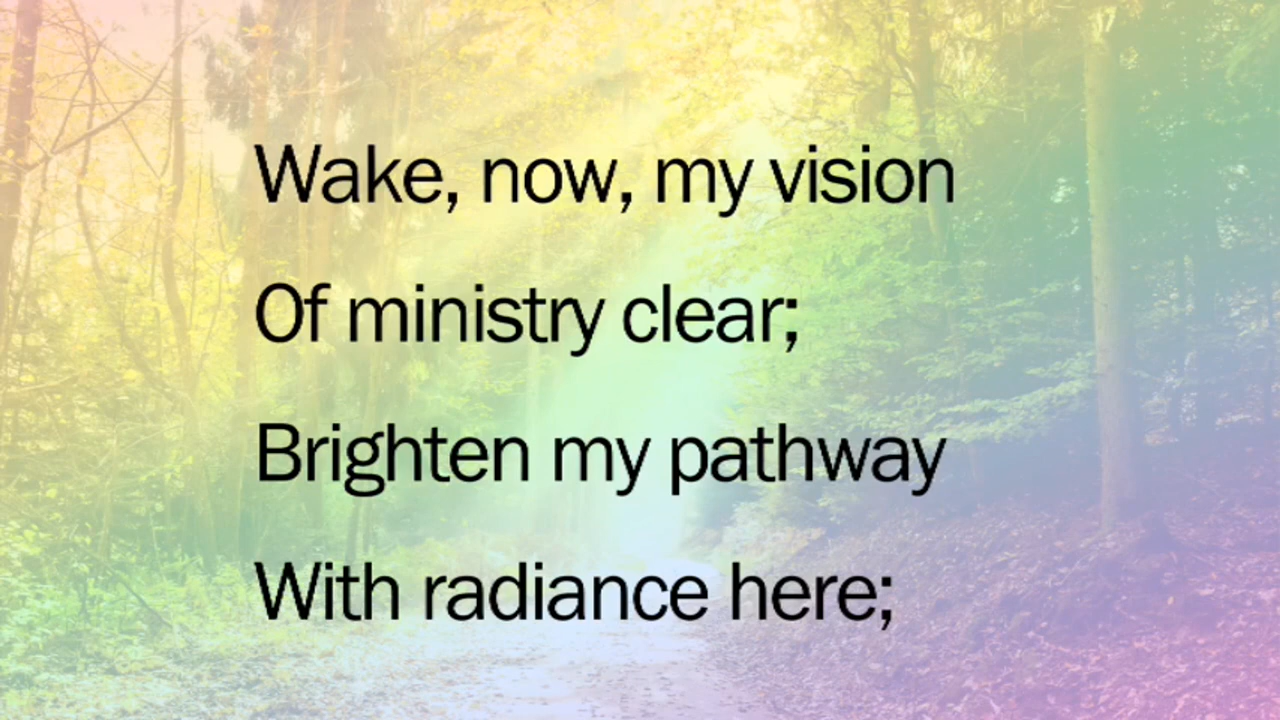 Wake, now, my vision
Of ministry clear;
Brighten my pathway
With radiance here;